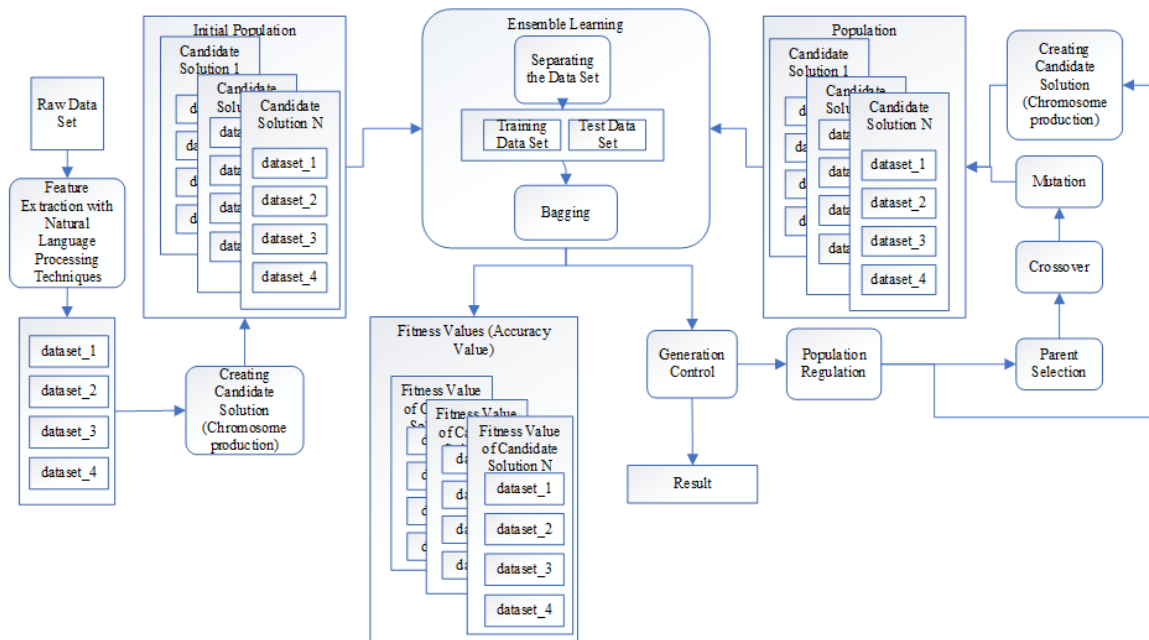 Raw Data
Set
Feature
Extraction with
Natural
Language
Processing
Techniques
dataset_1
dataset_2
dataset_3
dataset_4
Creating
Candidate
Solution
(Chromosome
production)
Initial Population
Candidate
Solution 1
Candidate
Candidate
Solution N
dataset_1
dataset_2
dataset_3
dataset_4
Ensemble Learning
Separating
the Data Set
Training
Data Set
Test Data
Set
Bagging
Fitness Values (Accuracy
Value)
Fitness Value
Fitness Value
Fitness Value
of Candidate
Solution N
dataset_1
dataset_2
dataset_3
dataset_4
Generation
Control
Result
Population
Regulation
Population
Candidate
Solution 1
Candidate
Candidate
Solution N
dataset_1
dataset_2
dataset_3
dataset_4
Parent
Selection
Crossover
Mutation
Creating
Candidate
Solution
(Chromosome
production)